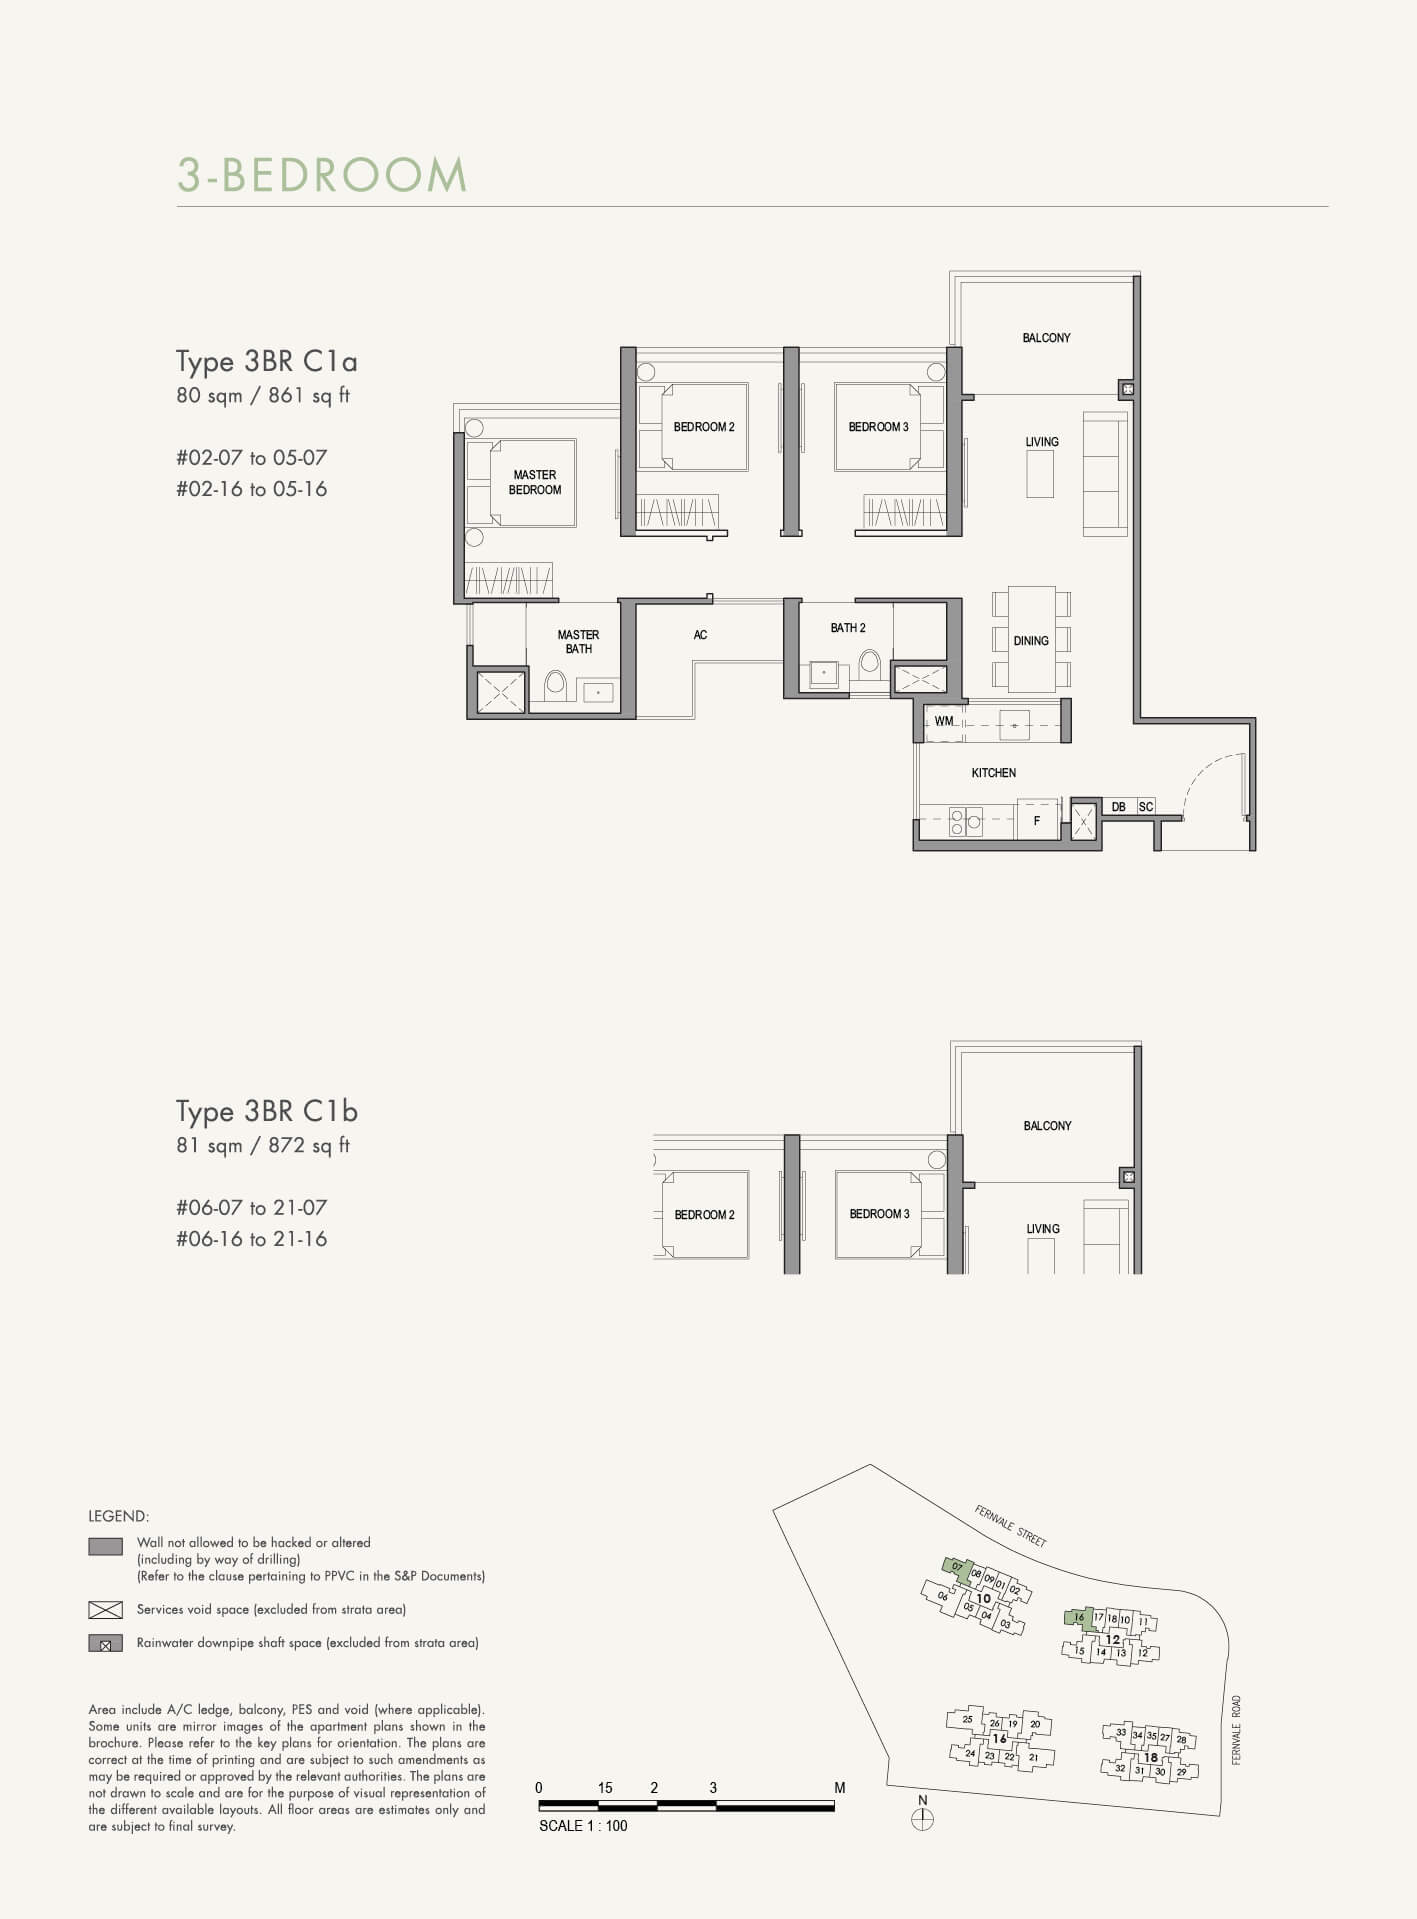 3-BEDROOM
Type 3BR C1a
80 sqm / 861 sq ft
#02-07 to 05-07
#02-16 to 05-16
BALCONY
LIVING
BEDROOM 2
BEDROOM 3
MASTER
BEDROOM
MASTER
BATH
AC
BATH 2
DINING
WM
KITCHEN
DB
SC
F
Type 3BR C1b
81 sqm / 872 sq ft
#06-07 to 21-07
#06-16 to 21-16
BALCONY
BEDROOM 2
BEDROOM 3
LIVING
LEGEND:
Wall not allowed to be hacked or altered
(including by way of drilling)
(Refer to the clause pertaining to PPVC in the S&P Documents)
Services void space (excluded from strata area)
Rainwater downpipe shaft space (excluded from strata area)
Area include A/C ledge, balcony, PES and void (where applicable).
Some units are mirror images of the apartment plans shown in the
brochure. Please refer to the key plans for orientation. The plans are
correct at the time of printing and are subject to such amendments as
may be required or approved by the relevant authorities. The plans are
not drawn to scale and are for the purpose of visual representation of
the different available layouts. All floor areas are estimates only and
are subject to final survey.
0 15 2 3 M
SCALE 1 : 100
FERNVALE STREET
07 08 09 01 02
10
06 05 04 03
16 17 18 10 11
12
15 14 13 12
25 26 19 20
16
24 23 22 21
33 34 35 27 28
18
32 31 30 29
FERNVALE ROAD
N